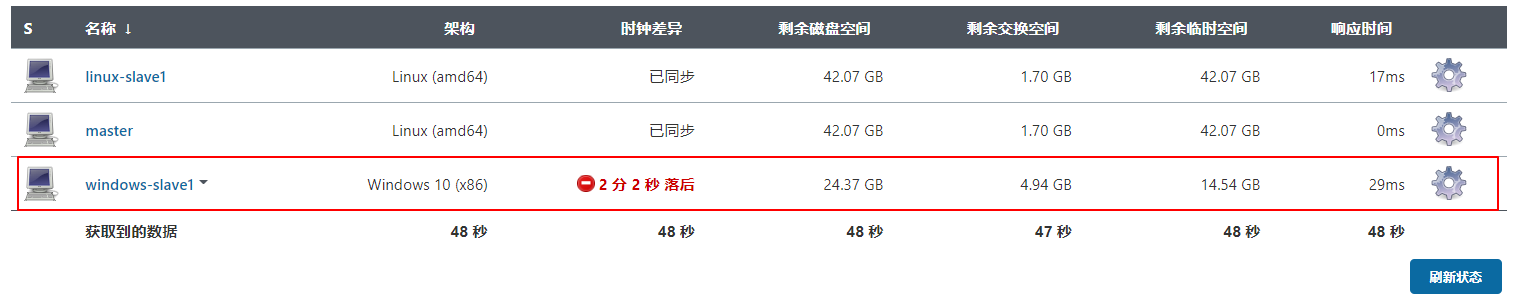 S 名称 ↓ 架构 时钟差异 剩余磁盘空间 剩余交换空间 剩余临时空间 响应时间
linux-slave1 Linux (amd64) 已同步 42.07 GB 1.70 GB 42.07 GB 17ms
master Linux (amd64) 已同步 42.07 GB 1.70 GB 42.07 GB 0ms
windows-slave1 Windows 10 (x86) 2 分 2 秒 落后 24.37 GB 4.94 GB 14.54 GB 29ms
获取到的数据 48 秒 48 秒 48 秒 47 秒 48 秒 48 秒
刷新状态